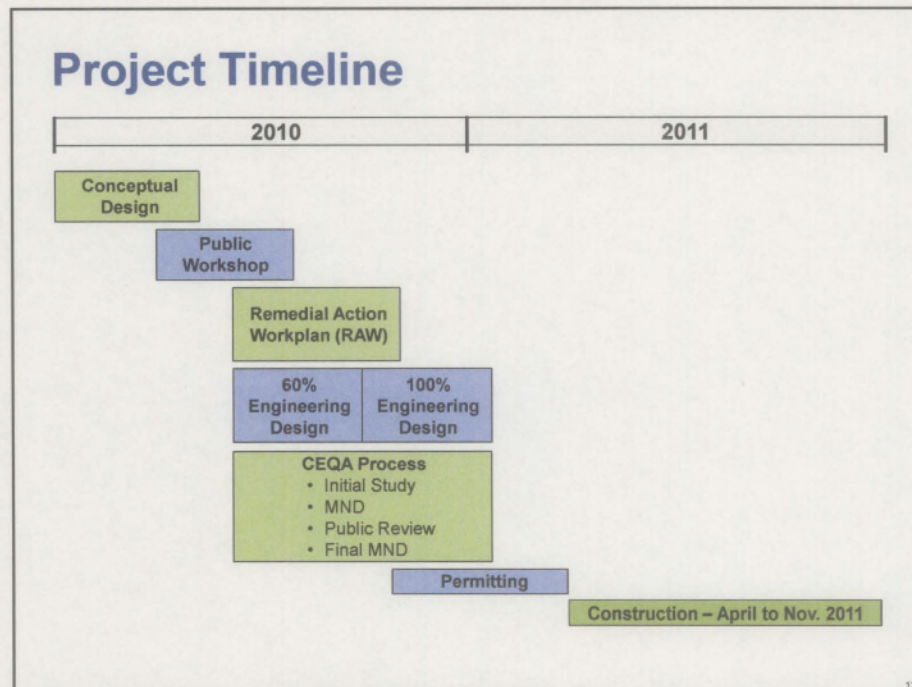 Project Timeline
2010 2011
Conceptual
Design
Public
Workshop
Remedial Action
Workplan (RAW)
60%
Engineering
Design
100%
Engineering
Design
CEQA Process
• Initial Study
• MND
• Public Review
• Final MND
Permitting
Construction – April to Nov. 2011